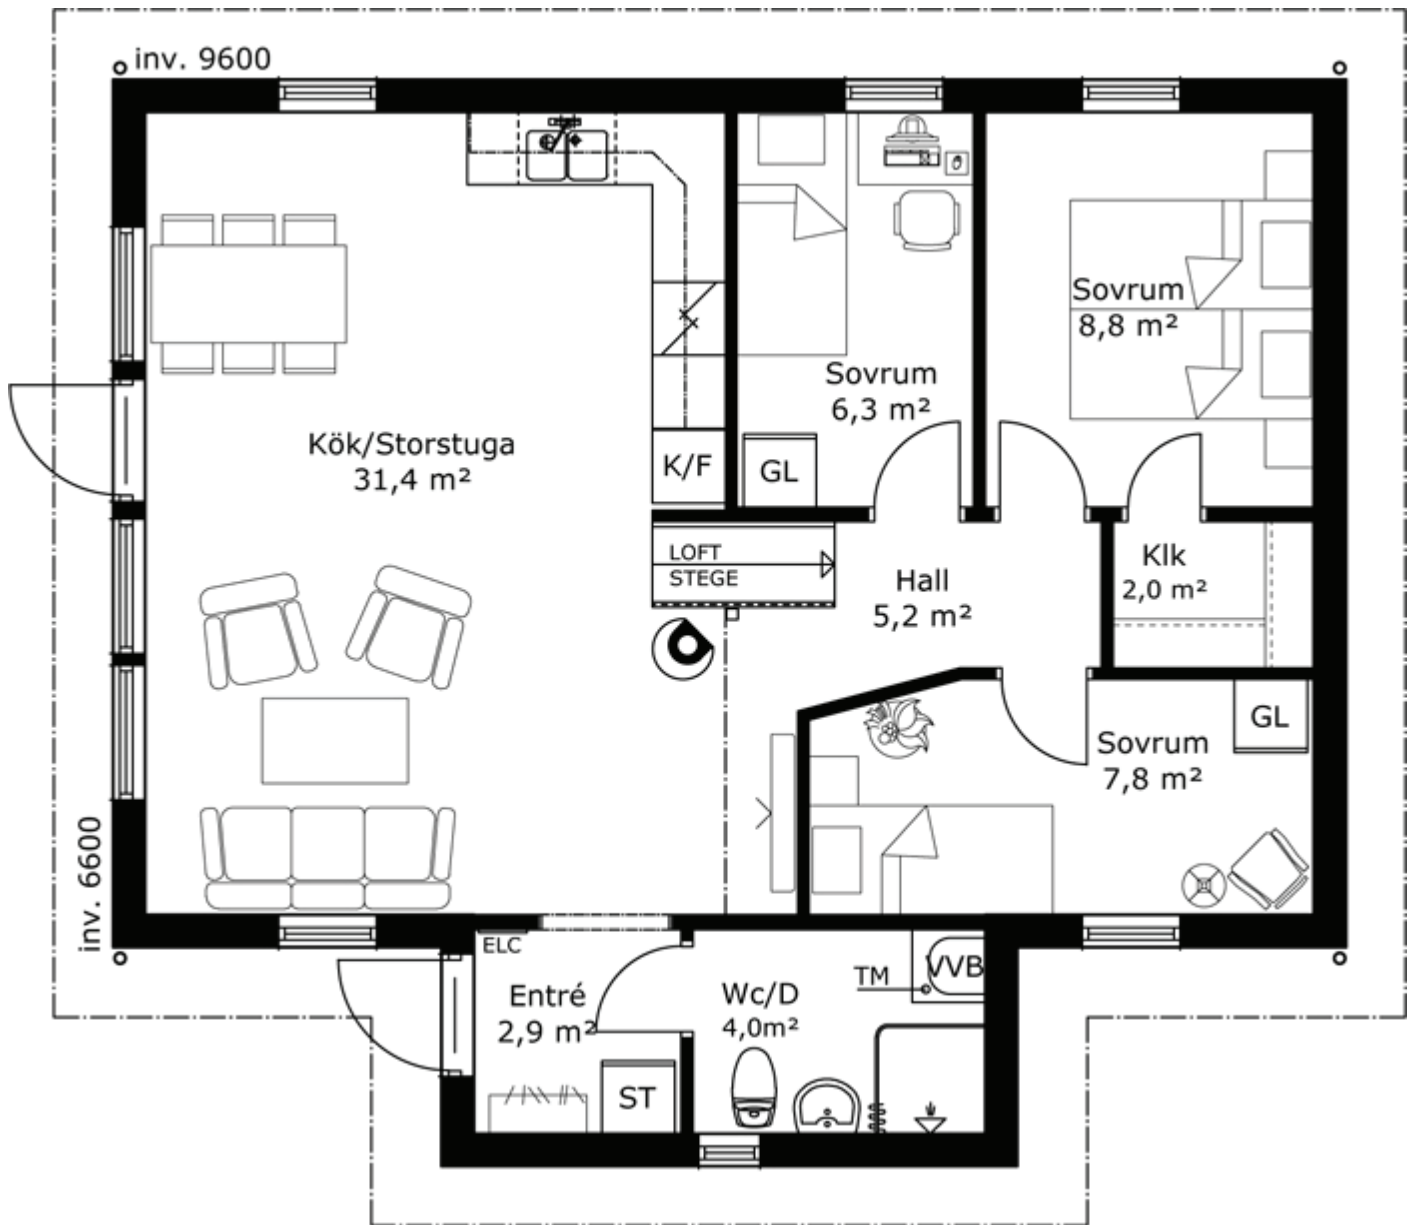 inv. 9600
Sovrum
8,8 m²
Sovrum
6,3 m²
Kök/Storstuga
31,4 m²
K/F
GL
LOFT
STEGE
Hall
5,2 m²
Klk
2,0 m²
GL
Sovrum
7,8 m²
inv. 6600
ELC
Entré
2,9 m²
ST
Wc/D
4,0m²
TM
VVB